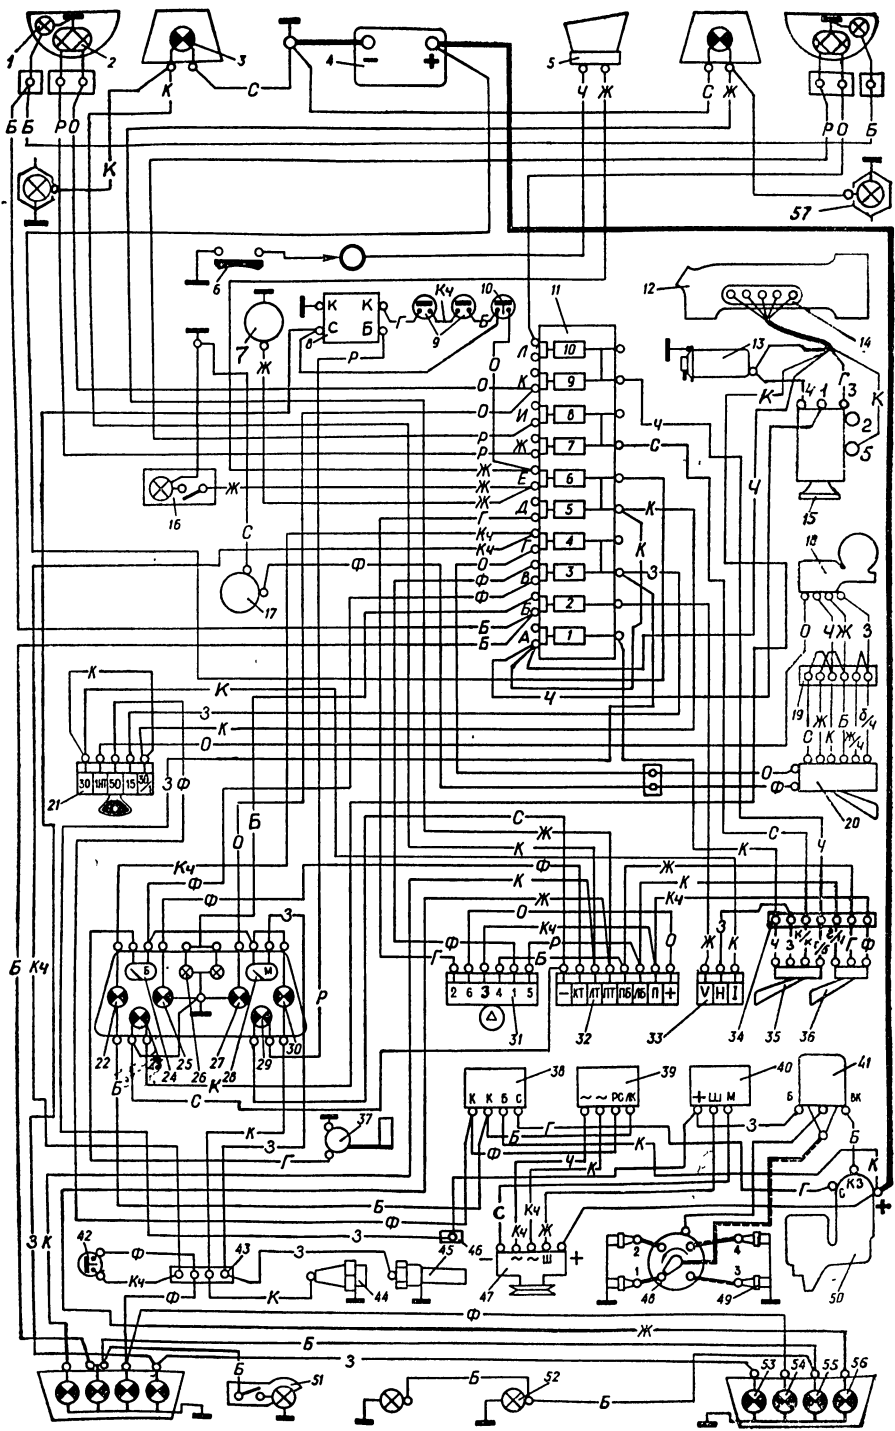 1 2 3 4 − + 5
К С Ч Ж С Ж
Б Б Р О Р О Б
К 57
6
Кч 10 11 12
7 К К С Б 8 Г 9 Б 14
Р 13
Ж О Л 10
К 4 1 3 Г К
О К 9
О И 8 Ч 2
Р Ж 7 С 5
Р
Ж Е 6 Ч
16 Ж Ж
Ж Д 5 К 15
Г
С Кч Г 4 К 18
Кч
Ф О В 3 З
Ф
17 Ф Б 2 О Ч Ж З
Б А 1
Б
К К Ч 19
З К Б б/ч
О С Ж К Ж/ч
30 1НТ 50 15 30/1
21 З Ф О
Ф 20
Б С Ж С Ч
О К
Кч Ф Ж
Ф К К
Ф Ж Кч
З О
Кч
Б Кч Ф Р О Ж З К
Г Б 34 Ч З Г Ф
Б М 2 6 3 4 1 5 − КТ ЛТ ПТ ПБ ЛБ П + V Н I
Р 31 32 33 35 36
22 23 24 25 26 27 28 29 30
К
Б С 38 39 40 41
К К Б С ~ ~ РС ЛК + Ш М Б ВК
К 37 Г З
Б К Б
З Ф Ч К К
Г Г С КЗ
Б С Кч Кч Ж +
Ф
З К З 46
42 Ф 43 З 45 − ~ ~ Ш + 2 4
Кч 44 47 1 3
Ф К 48 49 50
Ф
Б Ж
З
Б 51 Б 52 Б 53 54 55 56